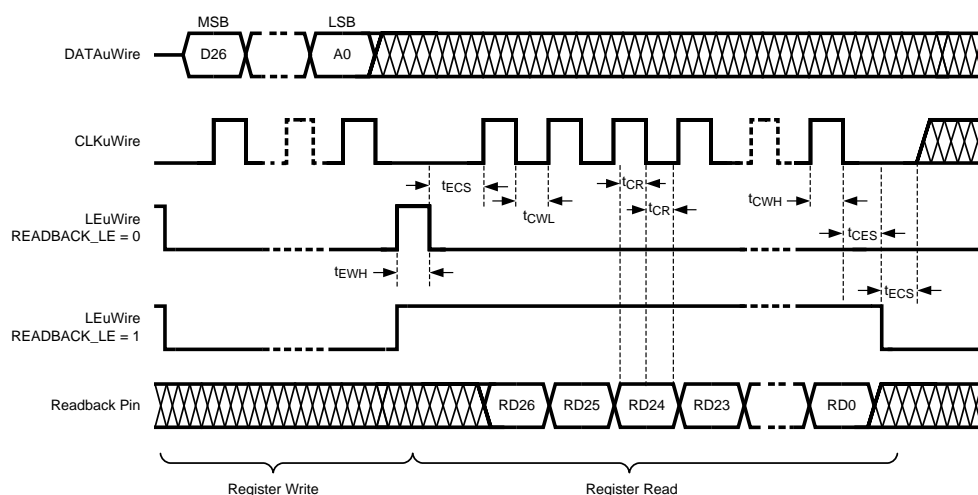 MSB LSB
DATAuWire D26 A0
CLKuWire
tECS tCR tCWH
tCWL tCR
LEuWire
READBACK_LE = 0
tCES
tEWH
tECS
LEuWire
READBACK_LE = 1
Readback Pin RD26 RD25 RD24 RD23 RD0
Register Write Register Read